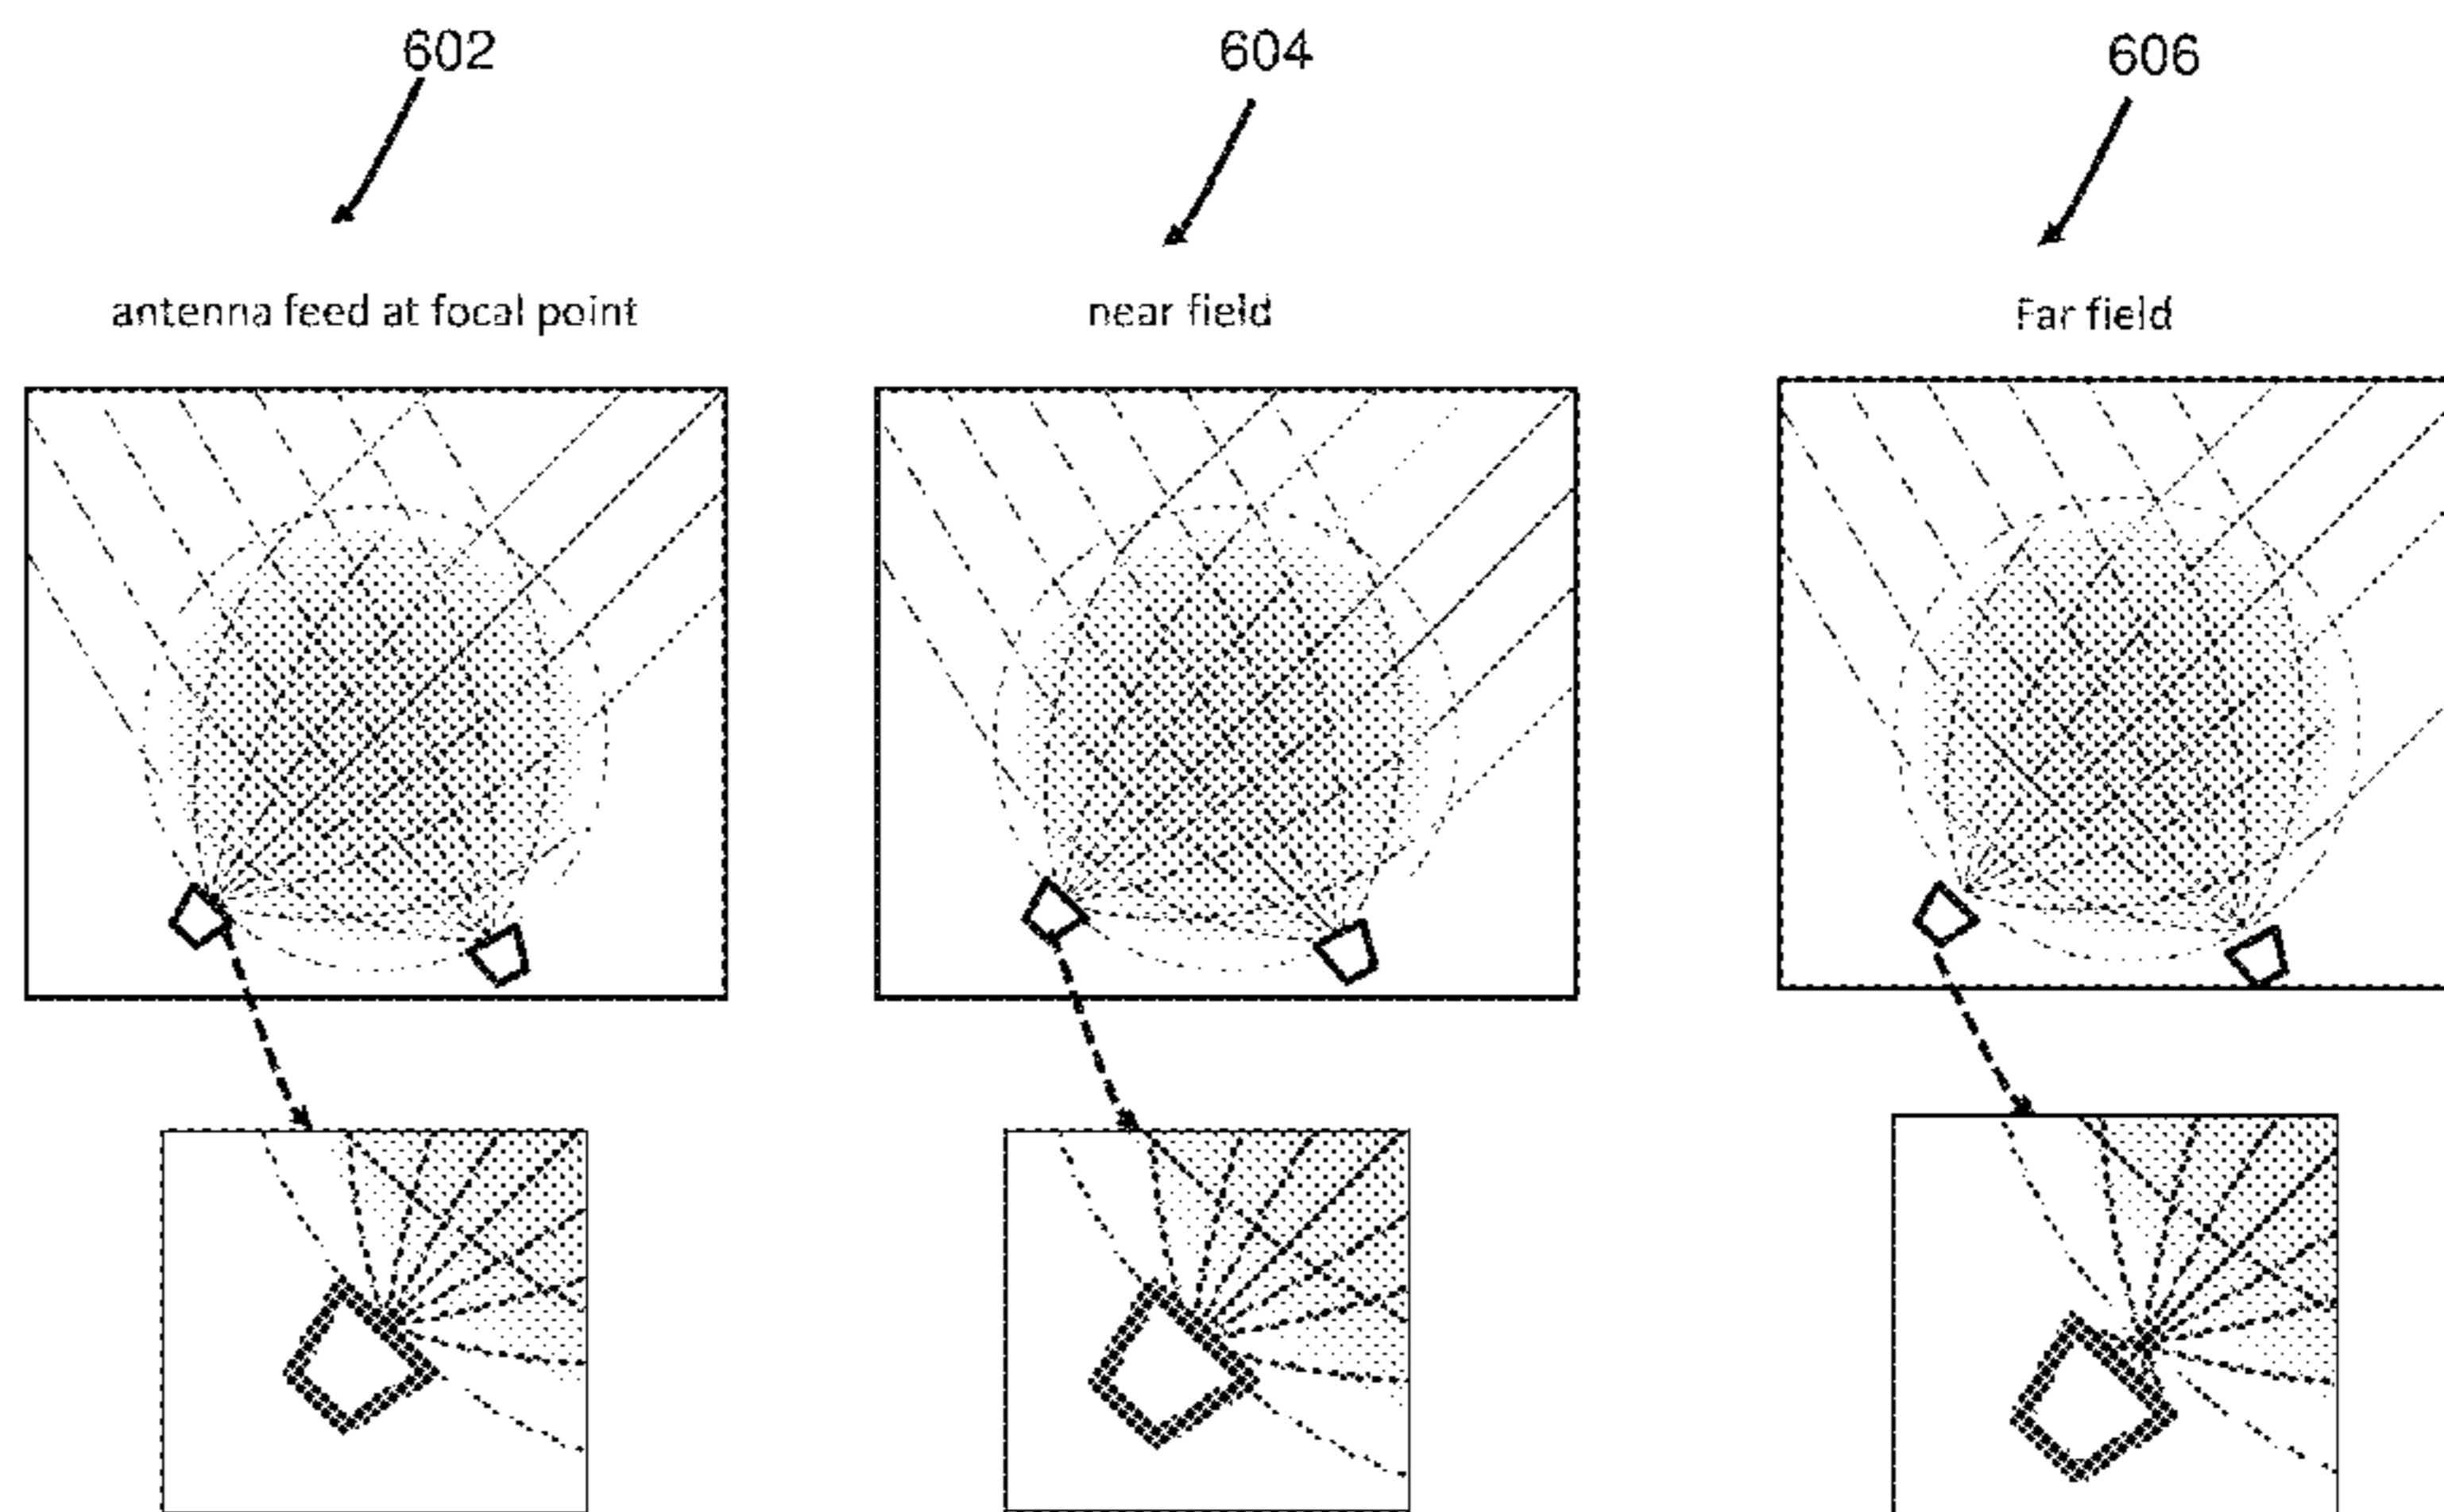 602
604
606
antenna feed at focal point
near field
Far field